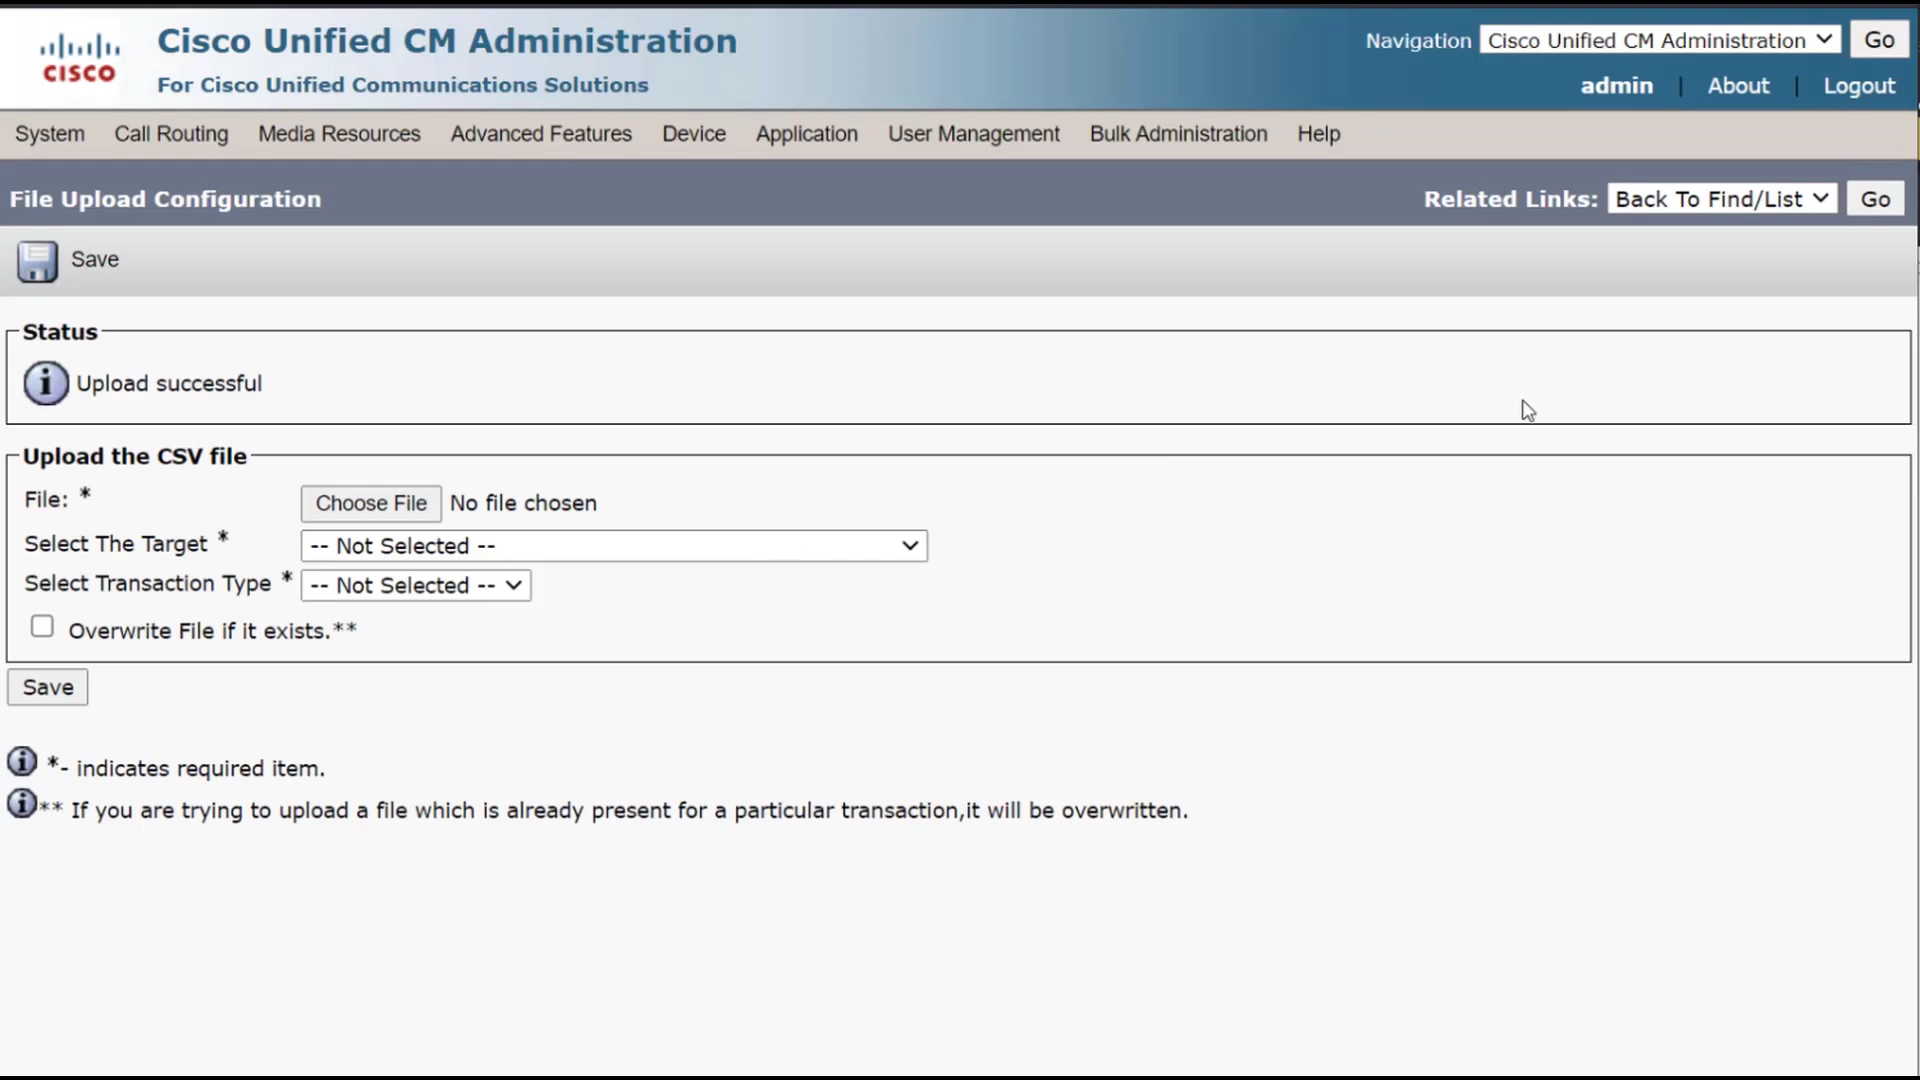 CISCO
Cisco Unified CM Administration
For Cisco Unified Communications Solutions
Navigation Cisco Unified CM Administration Go
admin | About | Logout
System Call Routing Media Resources Advanced Features Device Application User Management Bulk Administration Help
File Upload Configuration
Related Links: Back To Find/List Go
Save
Status
Upload successful
Upload the CSV file
File: * Choose File No file chosen
Select The Target * -- Not Selected --
Select Transaction Type * -- Not Selected --
Overwrite File if it exists.**
Save
*- indicates required item.
** If you are trying to upload a file which is already present for a particular transaction,it will be overwritten.